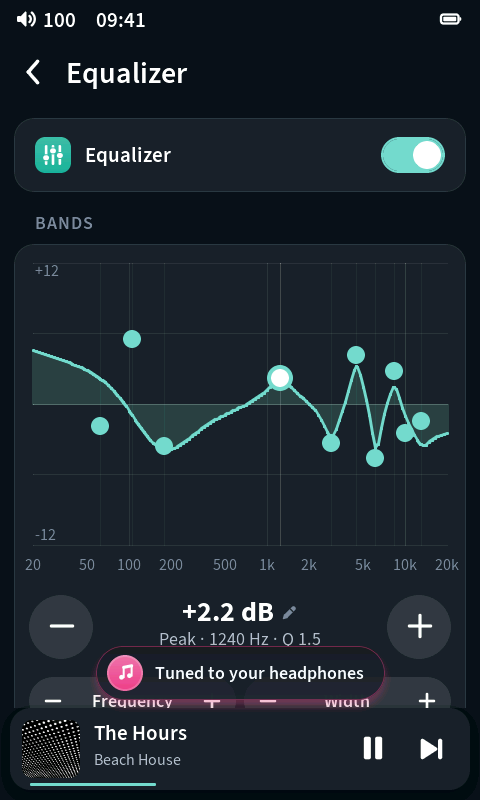 100 09:41
Equalizer
Equalizer
BANDS
+12
-12
20 50 100 200 500 1k 2k 5k 10k 20k
+2.2 dB
Peak · 1240 Hz · Q 1.5
Tuned to your headphones
Frequency Width
The Hours
Beach House